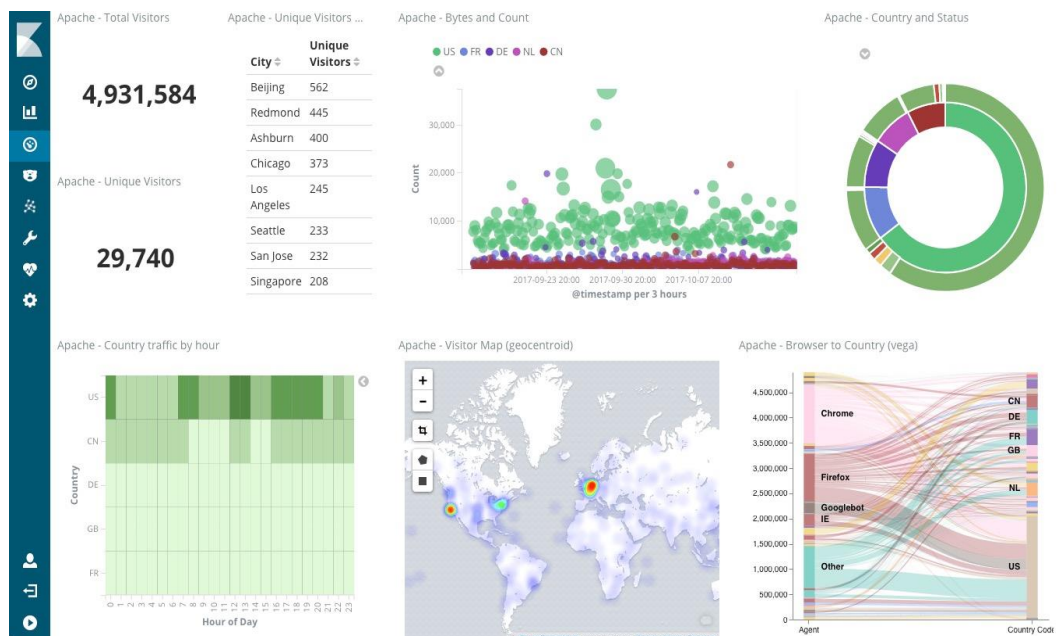 Apache - Total Visitors
4,931,584
Apache - Unique Visitors
29,740
Apache - Unique Visitors ...
City Unique Visitors
Beijing 562
Redmond 445
Ashburn 400
Chicago 373
Los Angeles 245
Seattle 233
San Jose 232
Singapore 208
Apache - Bytes and Count
US FR DE NL CN
30,000
20,000
10,000
Count
2017-09-23 20:00 2017-09-30 20:00 2017-10-07 20:00
@timestamp per 3 hours
Apache - Country and Status
Apache - Country traffic by hour
US
CN
DE
GB
FR
Country
0 1 2 3 4 5 6 7 8 9 10 11 12 13 14 15 16 17 18 19 20 21 22 23
Hour of Day
Apache - Visitor Map (geocentroid)
+
−
Apache - Browser to Country (vega)
4,500,000
4,000,000
3,500,000
3,000,000
2,500,000
2,000,000
1,500,000
1,000,000
500,000
0
Chrome
Firefox
Googlebot
IE
Other
CN
DE
FR
GB
NL
US
Agent
Country Code